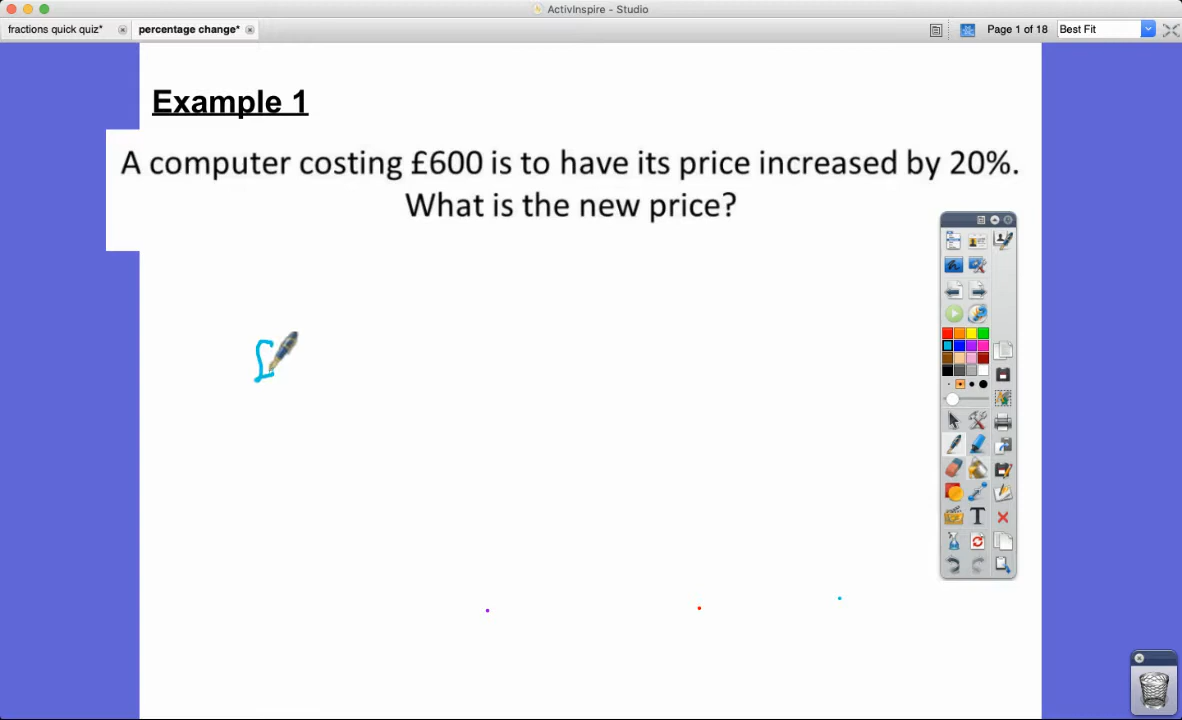 ActivInspire - Studio
fractions quick quiz*
percentage change*
Page 1 of 18
Best Fit
Example 1
A computer costing £600 is to have its price increased by 20%.
What is the new price?
£
T